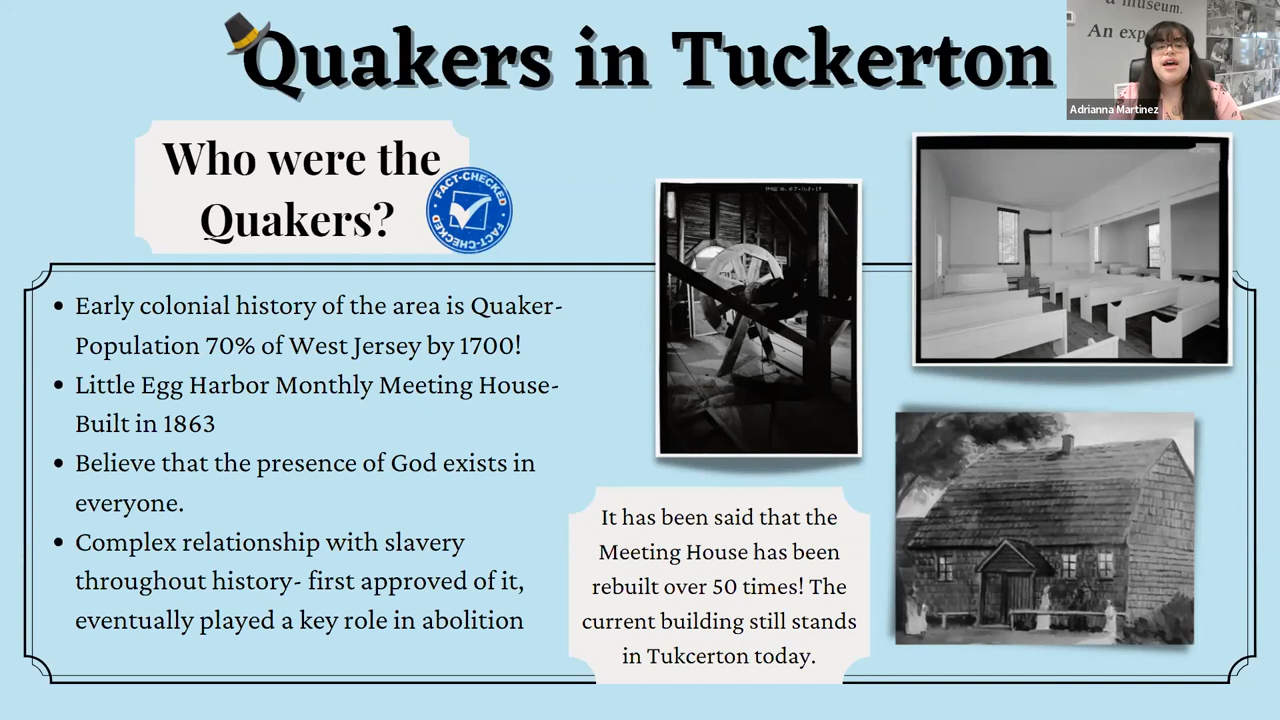 Quakers in Tuckerton
a museum.
An exp
Adrianna Martinez
Who were the
Quakers?
FACT-CHECKED
FACT-CHECKED
Early colonial history of the area is Quaker-
Population 70% of West Jersey by 1700!
Little Egg Harbor Monthly Meeting House-
Built in 1863
Believe that the presence of God exists in
everyone.
Complex relationship with slavery
throughout history- first approved of it,
eventually played a key role in abolition
It has been said that the
Meeting House has been
rebuilt over 50 times! The
current building still stands
in Tukcerton today.